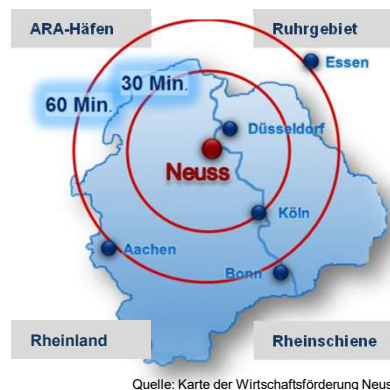 ARA-Häfen
Ruhrgebiet
Essen
30 Min.
60 Min.
Düsseldorf
Neuss
Köln
Aachen
Bonn
Rheinland
Rheinschiene
Quelle: Karte der Wirtschaftsförderung Neus